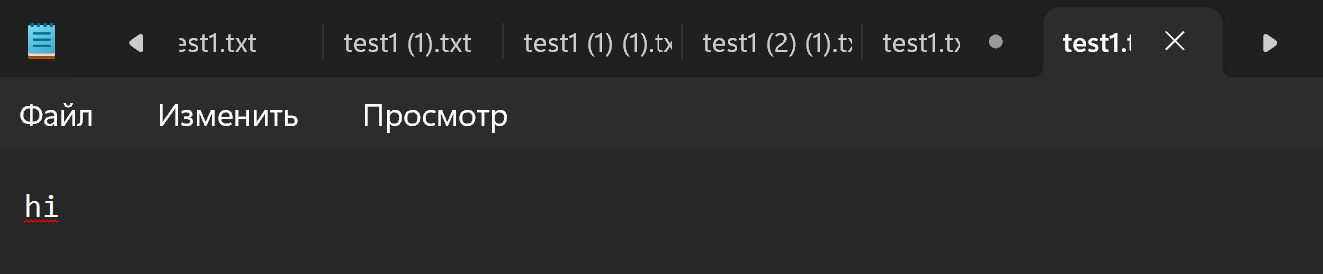 est1.txt test1 (1).txt test1 (1) (1).tx test1 (2) (1).tx test1.tx test1.t
Файл Изменить Просмотр
hi